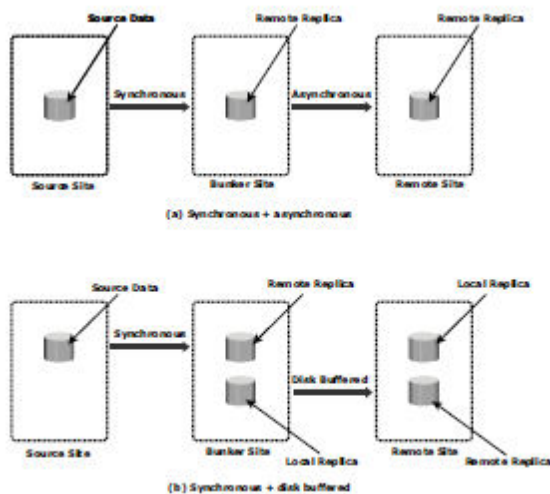 Source Data
Remote Replica
Remote Replica
Synchronous
Asynchronous
Source Site
Bunker Site
Remote Site
(a) Synchronous + asynchronous
Source Data
Remote Replica
Local Replica
Synchronous
Disk Buffered
Local Replica
Remote Replica
Source Site
Bunker Site
Remote Site
(b) Synchronous + disk buffered